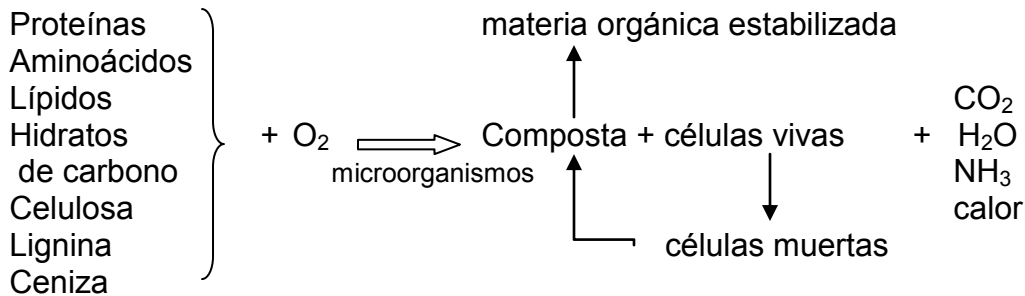 Proteínas
Aminoácidos
Lípidos
Hidratos
de carbono
Celulosa
Lignina
Ceniza
+ O₂
microorganismos
materia orgánica estabilizada
Composta + células vivas
células muertas
+
CO₂
H₂O
NH₃
calor